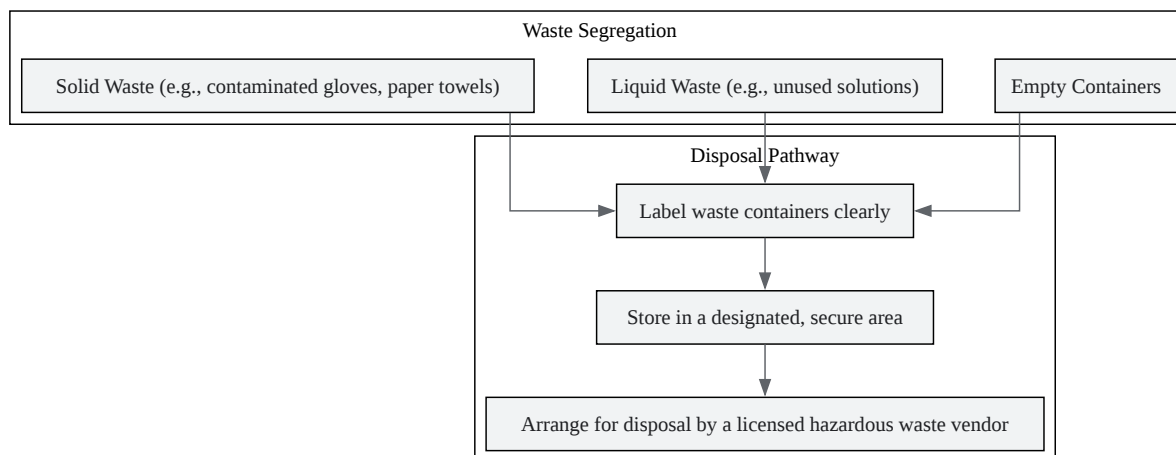 Waste Segregation
Solid Waste (e.g., contaminated gloves, paper towels)
Liquid Waste (e.g., unused solutions)
Empty Containers
Disposal Pathway
Label waste containers clearly
Store in a designated, secure area
Arrange for disposal by a licensed hazardous waste vendor